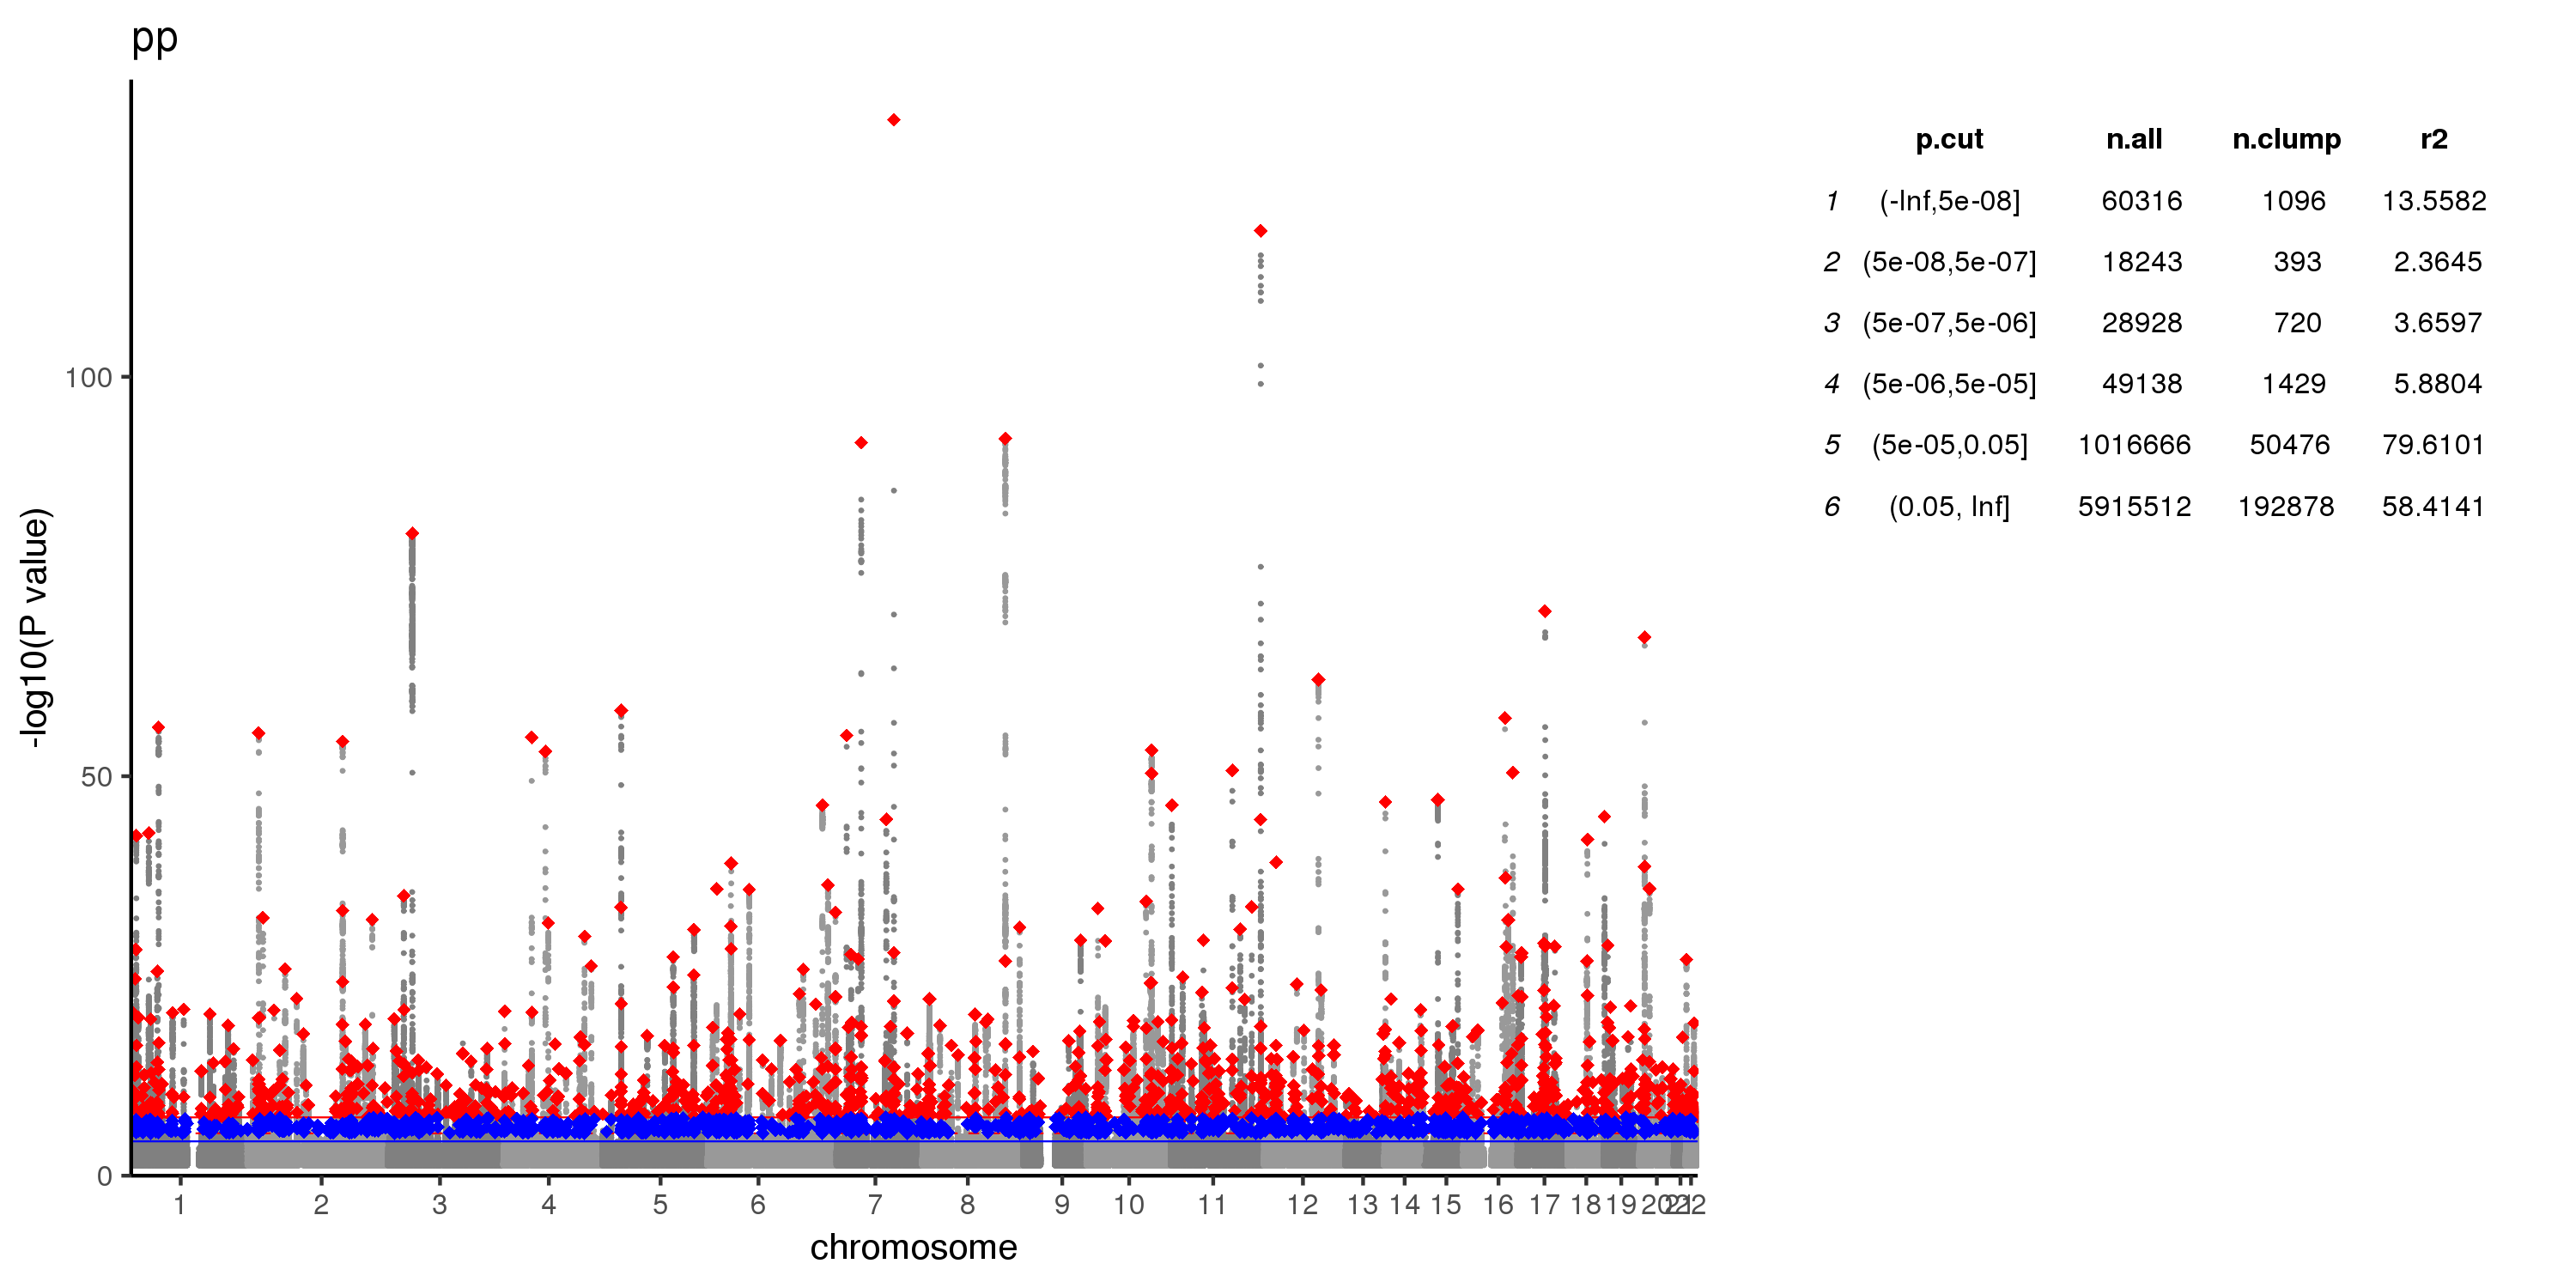 pp
p.cut n.all n.clump r2
1 (-Inf,5e-08] 60316 1096 13.5582
2 (5e-08,5e-07] 18243 393 2.3645
3 (5e-07,5e-06] 28928 720 3.6597
4 (5e-06,5e-05] 49138 1429 5.8804
5 (5e-05,0.05] 1016666 50476 79.6101
6 (0.05, Inf] 5915512 192878 58.4141
-log10(P value)
100
50
0
1 2 3 4 5 6 7 8 9 10 11 12 13 14 15 16 17 18 19 20 21 22
chromosome